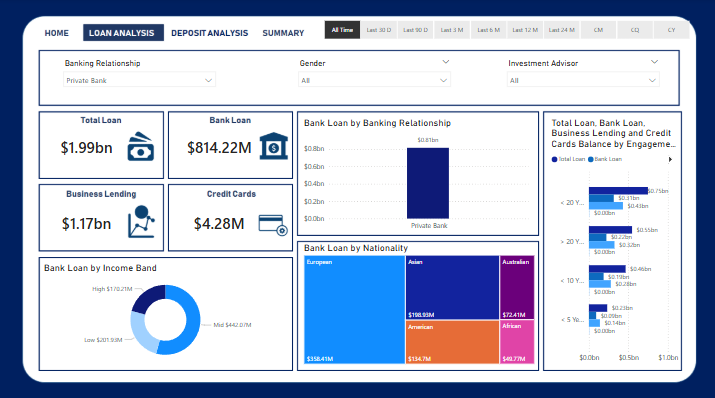 HOME
LOAN ANALYSIS
DEPOSIT ANALYSIS
SUMMARY
All Time
Last 30 D
Last 90 D
Last 3 M
Last 6 M
Last 12 M
Last 24 M
CM
CQ
CY
Banking Relationship
Private Bank
Gender
All
Investment Advisor
All
Total Loan
$1.99bn
Bank Loan
$814.22M
Business Lending
$1.17bn
Credit Cards
$4.28M
Bank Loan by Income Band
High $170.21M
Low $201.93M
Mid $442.07M
Bank Loan by Banking Relationship
$0.8bn
$0.6bn
$0.4bn
$0.2bn
$0.0bn
$0.81bn
Private Bank
Bank Loan by Nationality
European
$358.41M
Asian
$198.93M
American
$134.7M
Australian
$72.41M
African
$49.77M
Total Loan, Bank Loan,
Business Lending and Credit
Cards Balance by Engageme...
Total Loan
Bank Loan
< 20 Y...
$0.75bn
$0.31bn
$0.43bn
$0.00bn
> 20 Y...
$0.55bn
$0.22bn
$0.32bn
$0.00bn
< 10 Y...
$0.46bn
$0.19bn
$0.28bn
$0.00bn
< 5 Ye...
$0.23bn
$0.09bn
$0.14bn
$0.00bn
$0.0bn
$0.5bn
$1.0bn